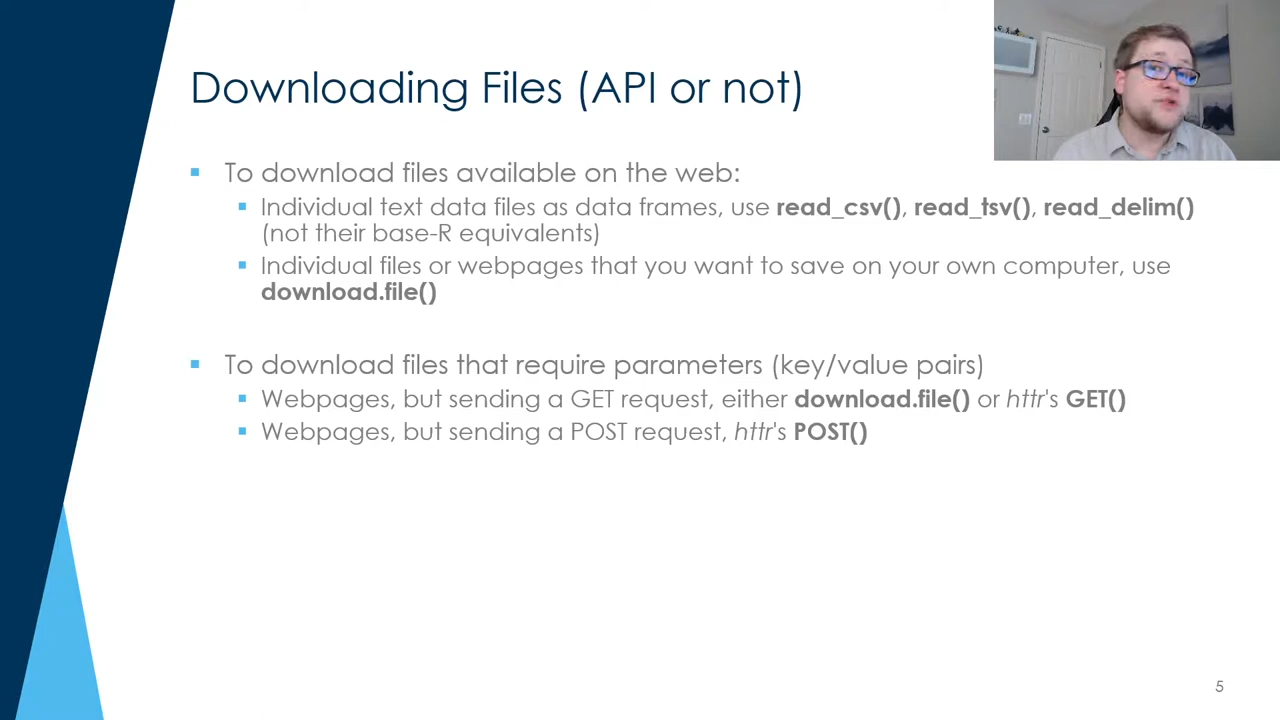 Downloading Files (API or not)
To download files available on the web:
Individual text data files as data frames, use read_csv(), read_tsv(), read_delim()
(not their base-R equivalents)
Individual files or webpages that you want to save on your own computer, use
download.file()
To download files that require parameters (key/value pairs)
Webpages, but sending a GET request, either download.file() or httr's GET()
Webpages, but sending a POST request, httr's POST()
5